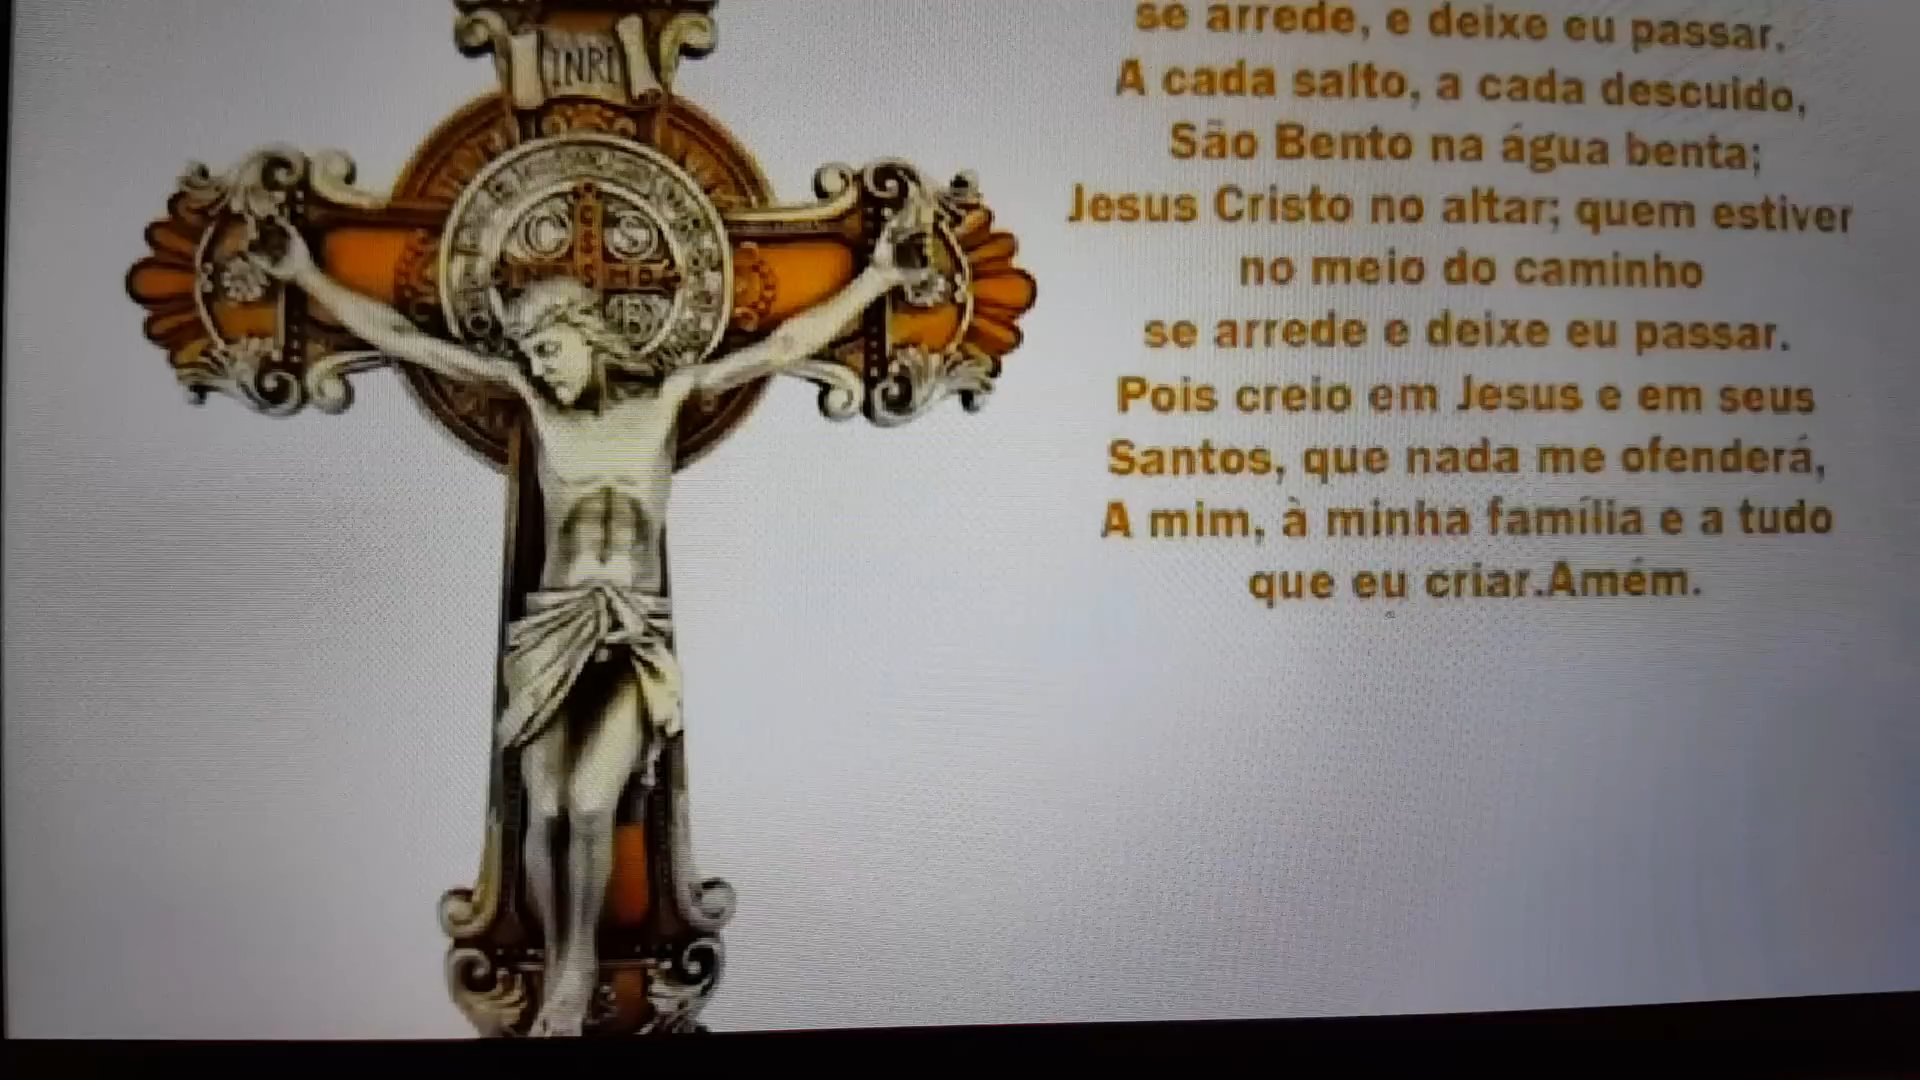 INRI
se arrede, e deixe eu passar.
A cada salto, a cada descuido,
São Bento na água benta;
Jesus Cristo no altar; quem estiver
no meio do caminho
se arrede e deixe eu passar.
Pois creio em Jesus e em seus
Santos, que nada me ofenderá,
A mim, à minha família e a tudo
que eu criar.Amém.
C S
C
S
S
N D S M D
B